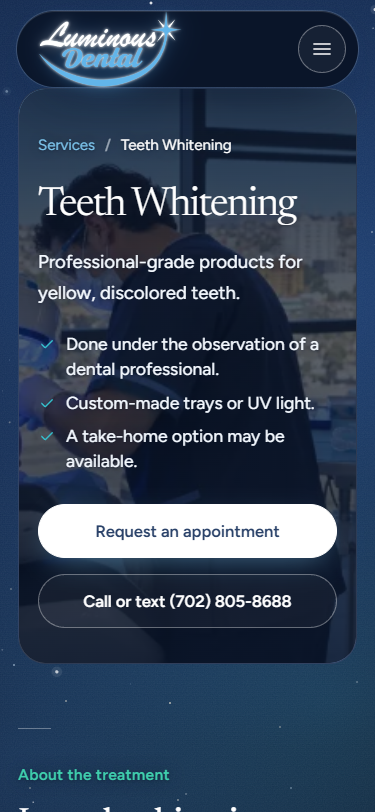 Luminous
Dental
Services / Teeth Whitening
Teeth Whitening
Professional-grade products for
yellow, discolored teeth.
Done under the observation of a
dental professional.
Custom-made trays or UV light.
A take-home option may be
available.
Request an appointment
Call or text (702) 805-8688
About the treatment